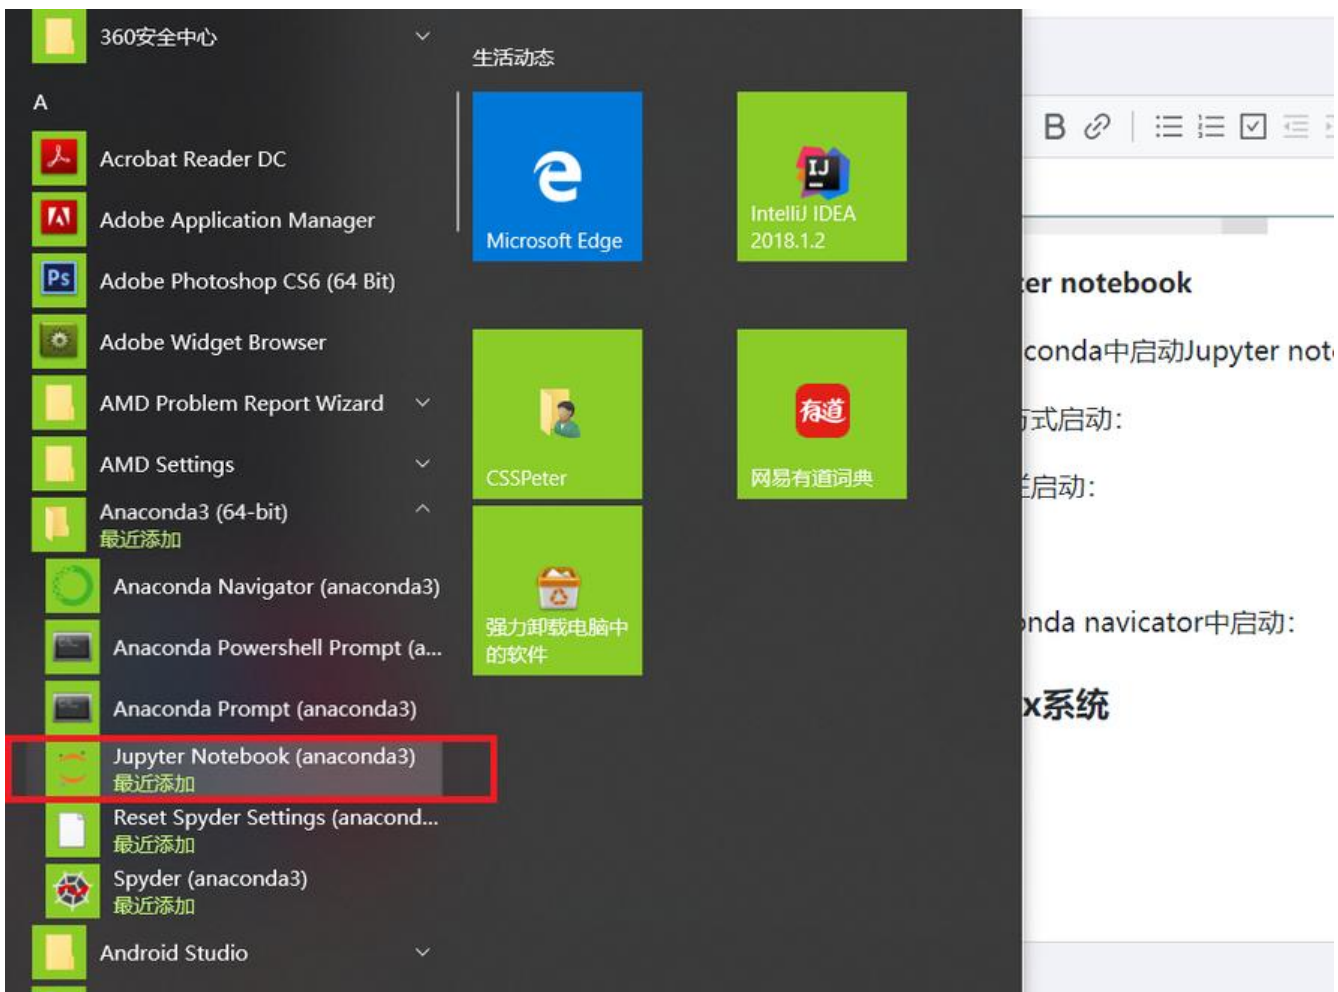 360安全中心
A
Acrobat Reader DC
Adobe Application Manager
Ps
Adobe Photoshop CS6 (64 Bit)
Adobe Widget Browser
AMD Problem Report Wizard
AMD Settings
Anaconda3 (64-bit)
最近添加
Anaconda Navigator (anaconda3)
Anaconda Powershell Prompt (a...
Anaconda Prompt (anaconda3)
Jupyter Notebook (anaconda3)
最近添加
Reset Spyder Settings (anacond...
最近添加
Spyder (anaconda3)
最近添加
Android Studio
生活动态
Microsoft Edge
IJ
IntelliJ IDEA
2018.1.2
CSSPeter
有道
网易有道词典
强力卸载电脑中
的软件
B
er notebook
conda中启动Jupyter not
式启动:
启动:
nda navicator中启动:
x系统